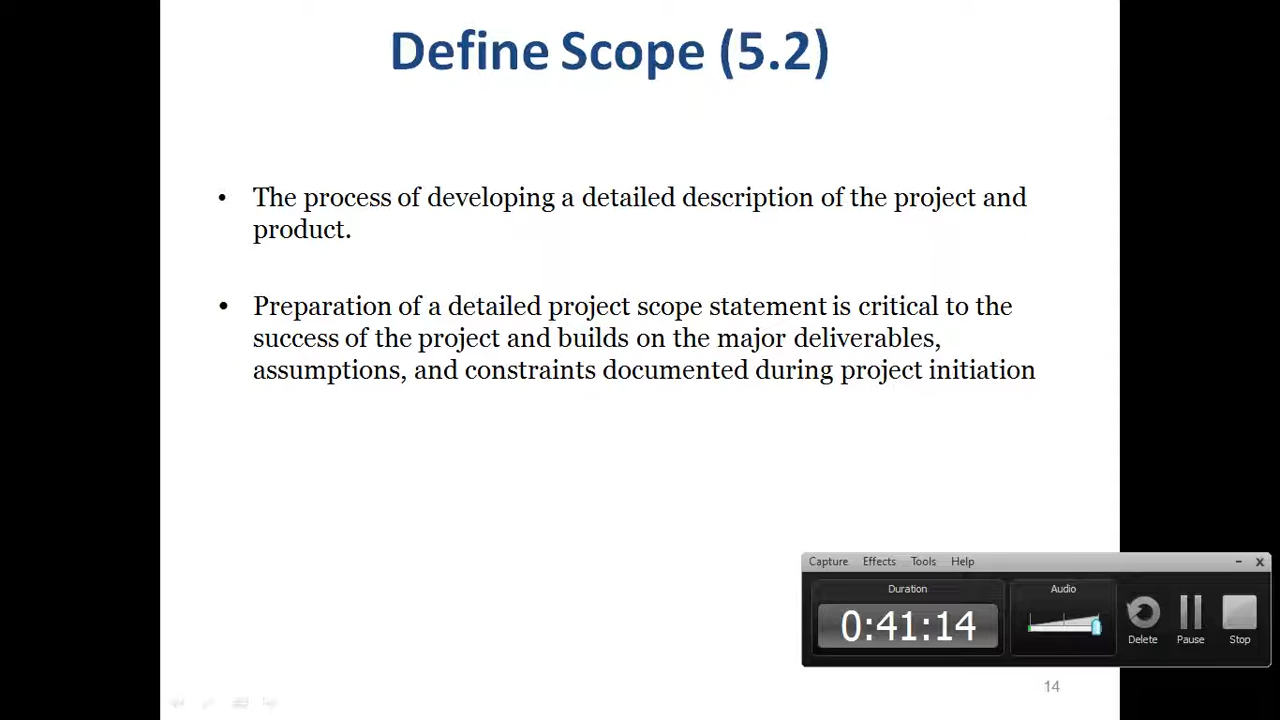 Define Scope (5.2)
• The process of developing a detailed description of the project and
product.
• Preparation of a detailed project scope statement is critical to the
success of the project and builds on the major deliverables,
assumptions, and constraints documented during project initiation
Capture Effects Tools Help
Duration Audio
0:41:14
Delete Pause Stop
14